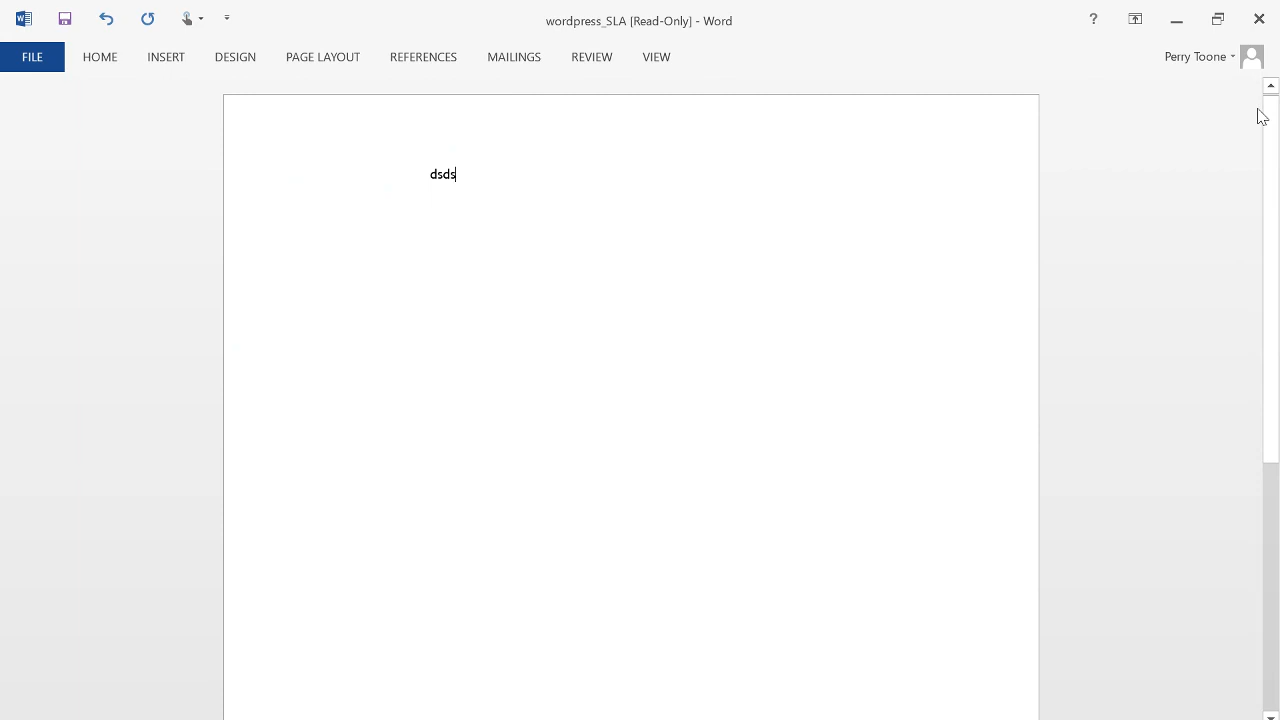 wordpress_SLA [Read-Only] - Word
?
FILE HOME INSERT DESIGN PAGE LAYOUT REFERENCES MAILINGS REVIEW VIEW Perry Toone
dsds